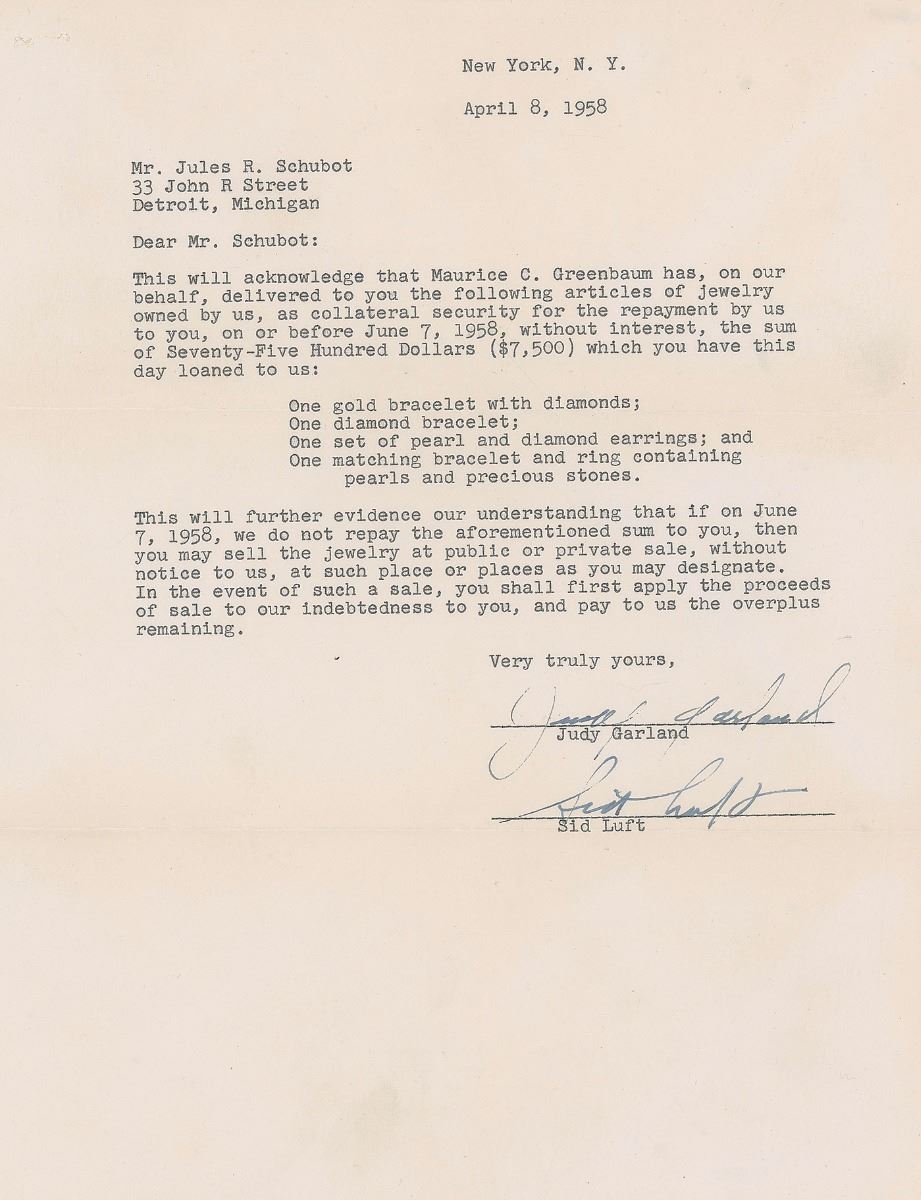 New York, N. Y.
April 8, 1958
Mr. Jules R. Schubot
33 John R Street
Detroit, Michigan
Dear Mr. Schubot:
This will acknowledge that Maurice C. Greenbaum has, on our
behalf, delivered to you the following articles of jewelry
owned by us, as collateral security for the repayment by us
to you, on or before June 7, 1958, without interest, the sum
of Seventy-Five Hundred Dollars ($7,500) which you have this
day loaned to us:
One gold bracelet with diamonds;
One diamond bracelet;
One set of pearl and diamond earrings; and
One matching bracelet and ring containing
pearls and precious stones.
This will further evidence our understanding that if on June
7, 1958, we do not repay the aforementioned sum to you, then
you may sell the jewelry at public or private sale, without
notice to us, at such place or places as you may designate.
In the event of such a sale, you shall first apply the proceeds
of sale to our indebtedness to you, and pay to us the overplus
remaining.
Very truly yours,
Judy Garland
Judy Garland
Sid Luft
Sid Luft